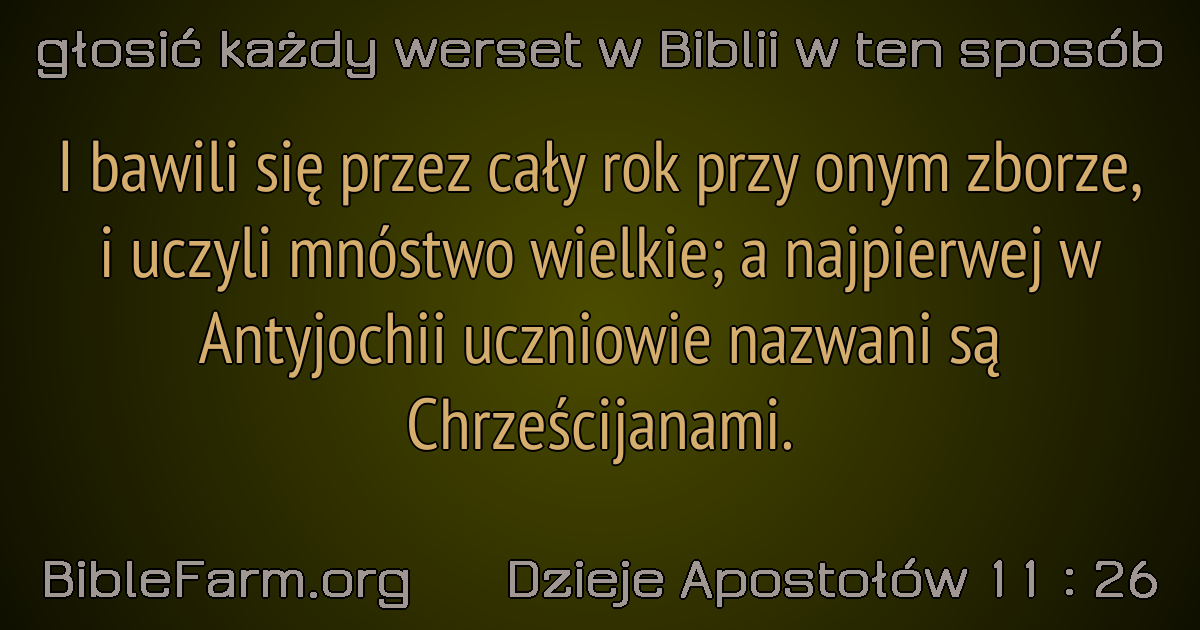 głosić każdy werset w Biblii w ten sposób
I bawili się przez cały rok przy onym zborze,
i uczyli mnóstwo wielkie; a najpierwej w
Antyjochii uczniowie nazwani są
Chrześcijanami.
BibleFarm.org Dzieje Apostołów 11 : 26